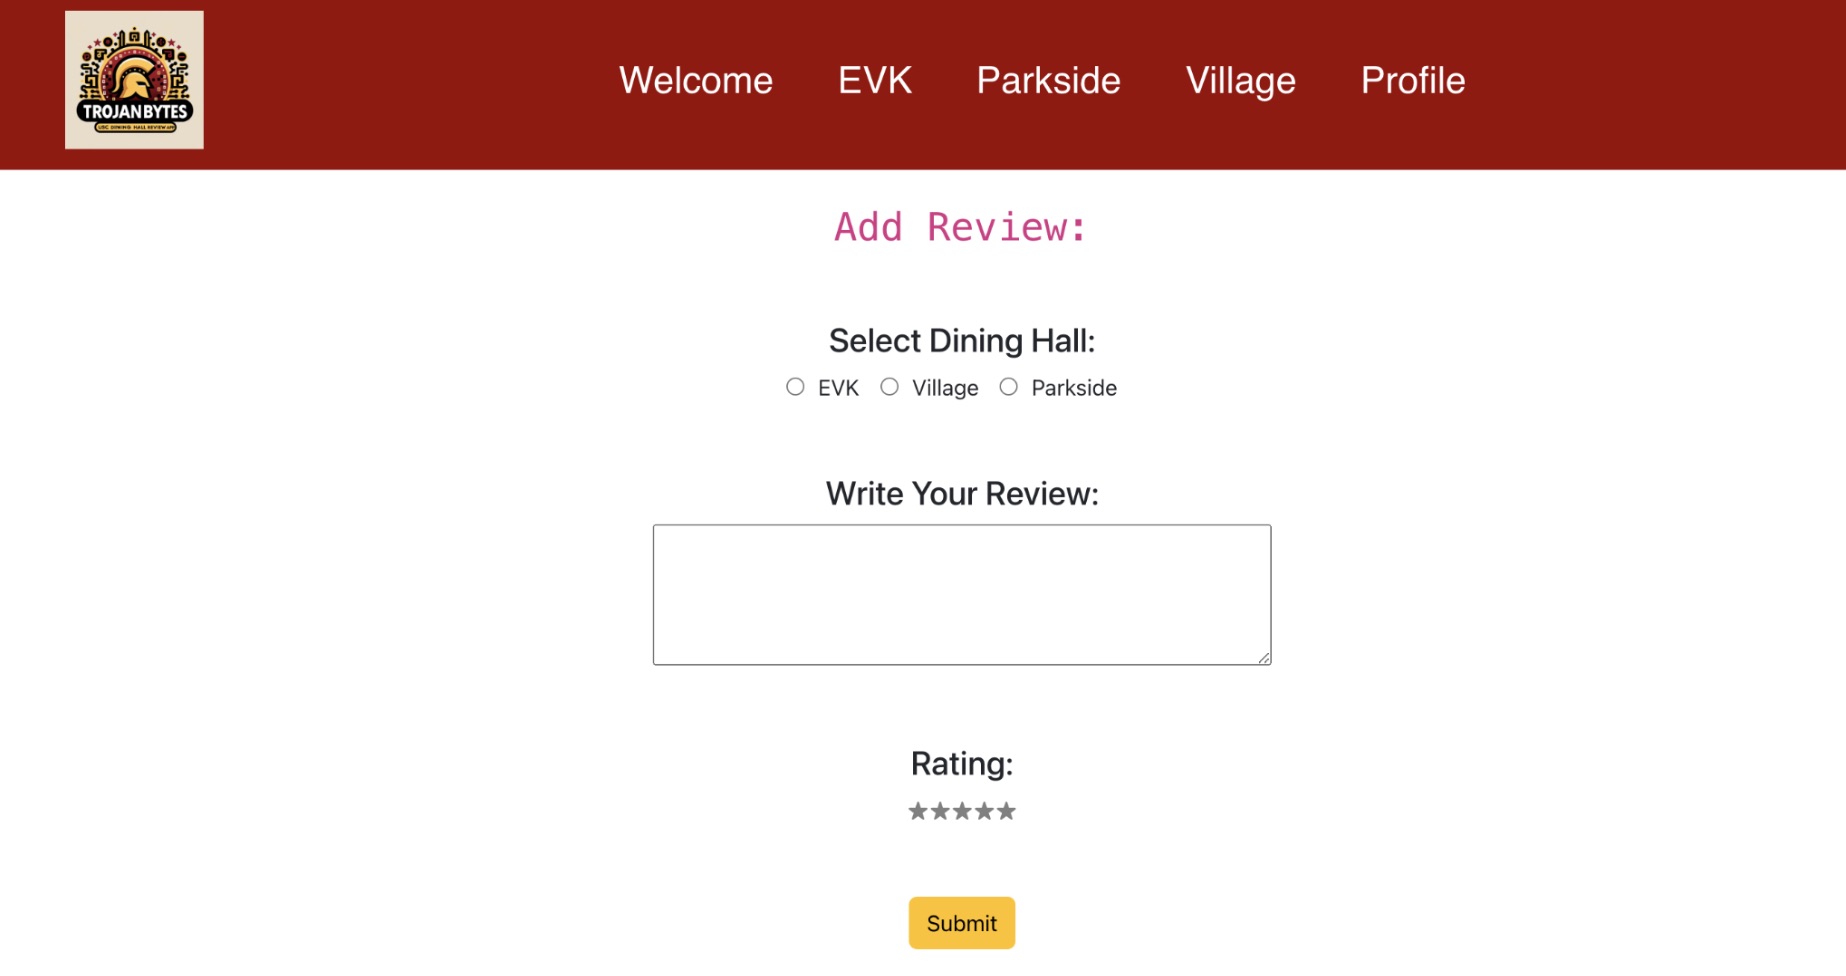 TROJANBYTES
USC DINING HALL REVIEW APP
Welcome EVK Parkside Village Profile
Add Review:
Select Dining Hall:
EVK Village Parkside
Write Your Review:
Rating:
Submit